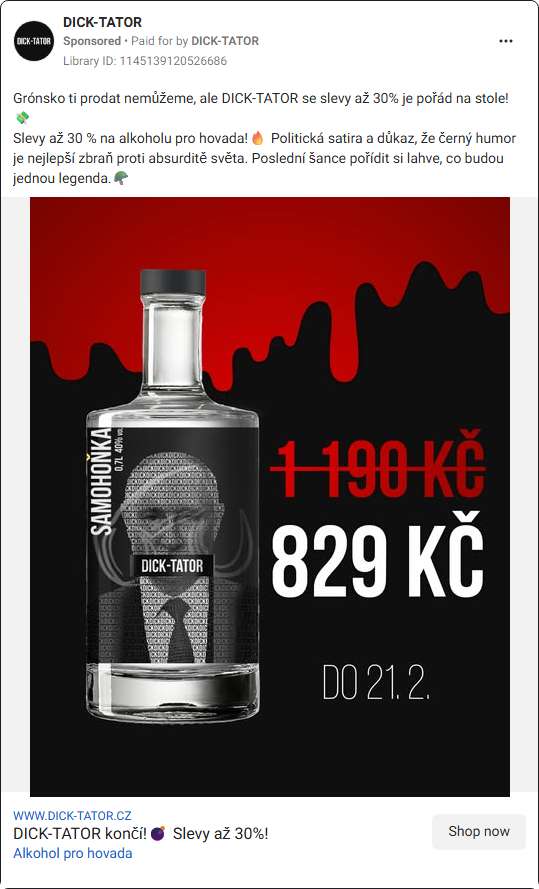 DICK-TATOR
DICK-TATOR
Sponsored • Paid for by DICK-TATOR
Library ID: 1145139120526686
Grónsko ti prodat nemůžeme, ale DICK-TATOR se slevy až 30% je pořád na stole!
💸
Slevy až 30 % na alkoholu pro hovada!🔥 Politická satira a důkaz, že černý humor
je nejlepší zbraň proti absurditě světa. Poslední šance pořídit si lahve, co budou
jednou legenda.🪖
SAMOHOŇKA
0,7L 40% VOL.
DICK-TATOR
1 190 KČ
829 KČ
DO 21. 2.
WWW.DICK-TATOR.CZ
DICK-TATOR končí!💣 Slevy až 30%!
Alkohol pro hovada
Shop now